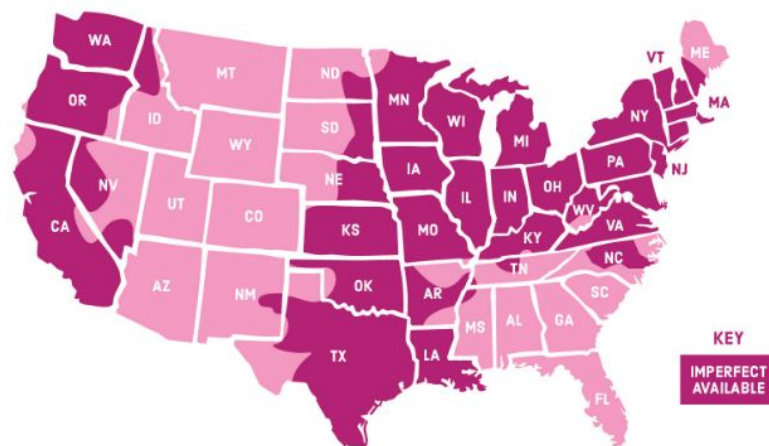 WA
MT
ND
MN
VT
ME
OR
ID
SD
WI
NY
MA
WY
MI
NV
NE
IA
PA
NJ
CA
UT
CO
IL
IN
OH
WV
VA
KS
MO
KY
AZ
NM
OK
AR
TN
NC
SC
TX
LA
MS
AL
GA
FL
KEY
IMPERFECT
AVAILABLE